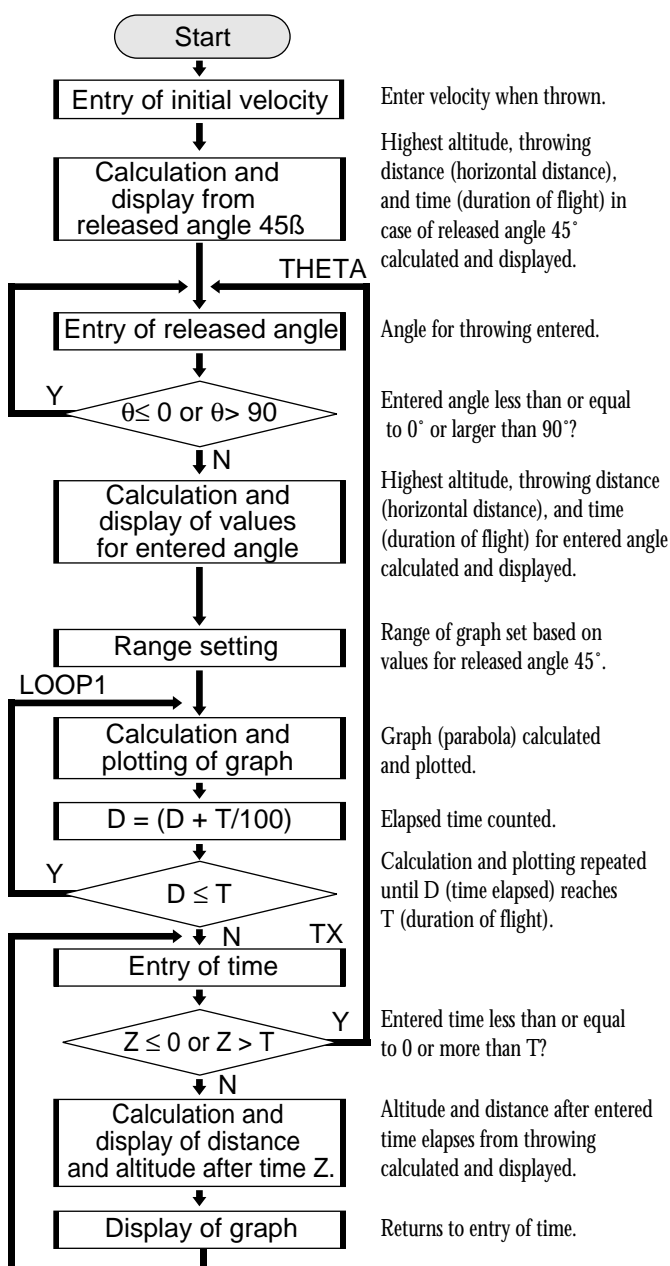 Start
Entry of initial velocity
Enter velocity when thrown.
Calculation and
display from
released angle 45ß
Highest altitude, throwing
distance (horizontal distance),
and time (duration of flight) in
case of released angle 45˚
calculated and displayed.
THETA
Entry of released angle
Angle for throwing entered.
Y
θ≤ 0 or θ> 90
Entered angle less than or equal
to 0˚ or larger than 90˚?
N
Calculation and
display of values
for entered angle
Highest altitude, throwing distance
(horizontal distance), and time
(duration of flight) for entered angle
calculated and displayed.
Range setting
Range of graph set based on
values for released angle 45˚.
LOOP1
Calculation and
plotting of graph
Graph (parabola) calculated
and plotted.
D = (D + T/100)
Elapsed time counted.
Y
D ≤ T
Calculation and plotting repeated
until D (time elapsed) reaches
T (duration of flight).
N
TX
Entry of time
Z ≤ 0 or Z > T
Y
Entered time less than or equal
to 0 or more than T?
N
Calculation and
display of distance
and altitude after time Z.
Altitude and distance after entered
time elapses from throwing
calculated and displayed.
Display of graph
Returns to entry of time.